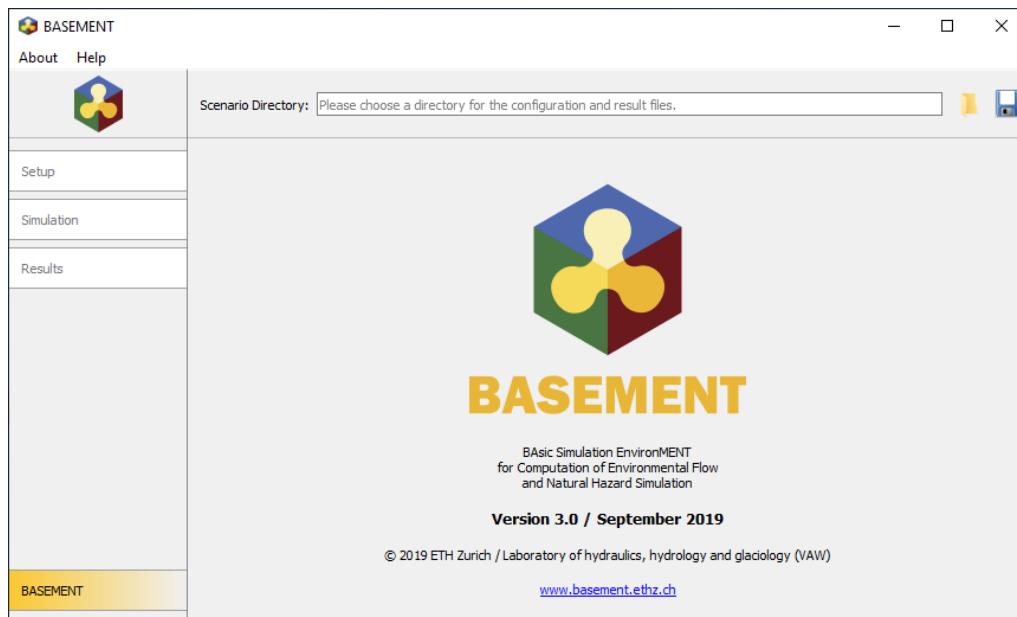 BASEMENT
About Help
Scenario Directory: Please choose a directory for the configuration and result files.
Setup
Simulation
Results
BASEMENT
BASEMENT
BAsic Simulation EnvironMENT
for Computation of Environmental Flow
and Natural Hazard Simulation
Version 3.0 / September 2019
© 2019 ETH Zurich / Laboratory of hydraulics, hydrology and glaciology (VAW)
www.basement.ethz.ch